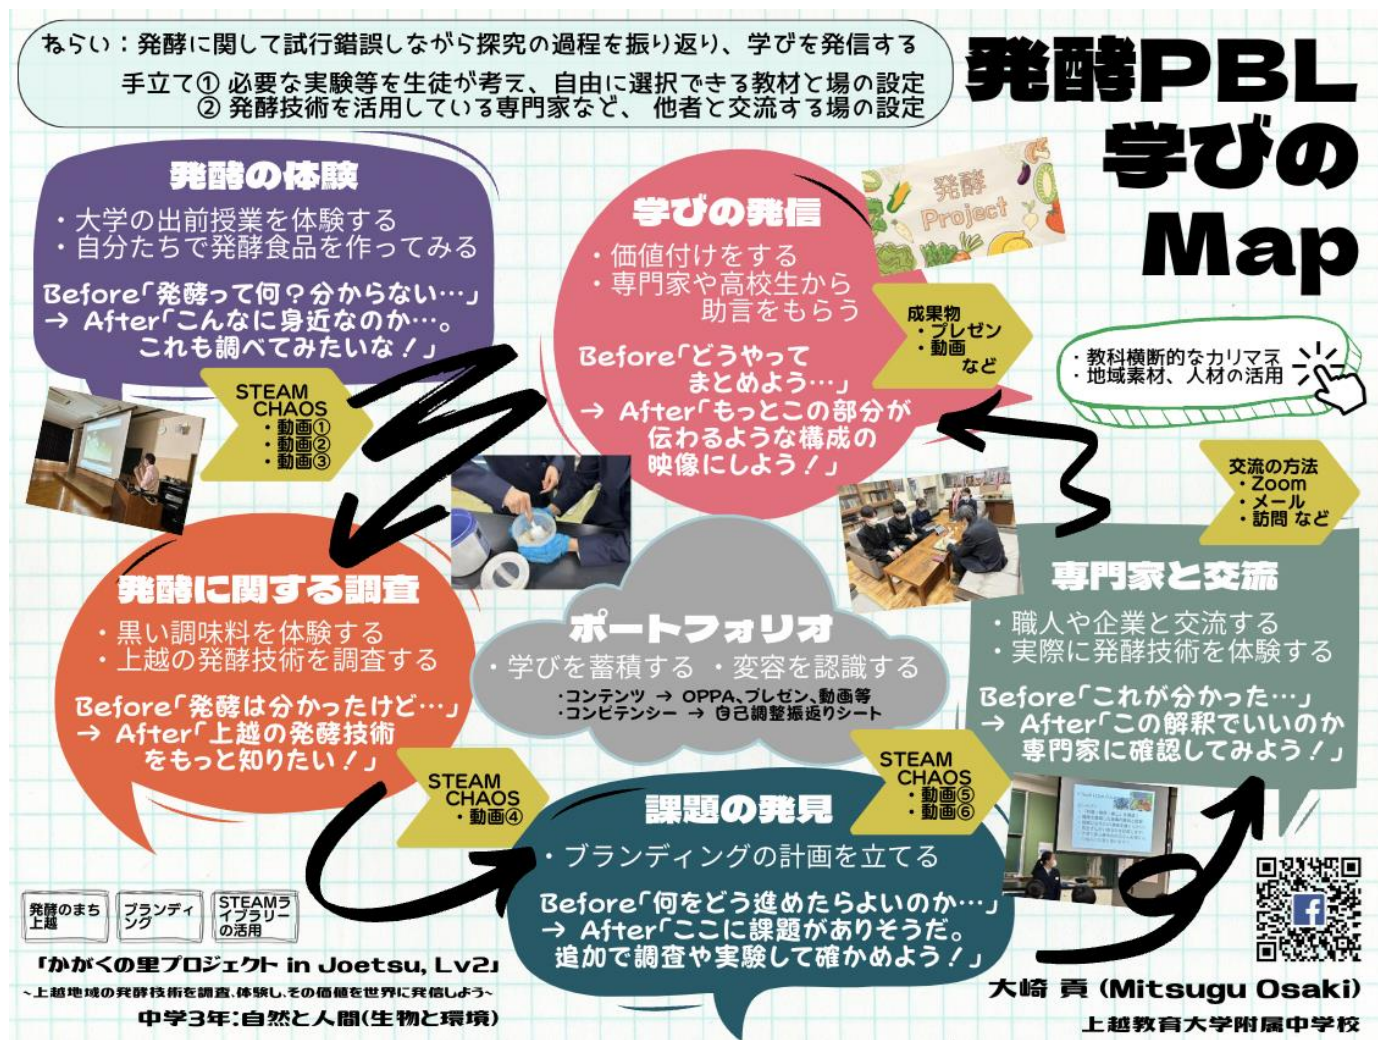 ねらい：発酵に関して試行錯誤しながら探究の過程を振り返り、学びを発信する
手立て① 必要な実験等を生徒が考え、自由に選択できる教材と場の設定
② 発酵技術を活用している専門家など、 他者と交流する場の設定
発酵PBL
学びの
Map
発酵の体験
・大学の出前授業を体験する
・自分たちで発酵食品を作ってみる
Before「発酵って何？分からない…」
→ After「こんなに身近なのか…。
これも調べてみたいな！」
STEAM
CHAOS
・動画①
・動画②
・動画③
学びの発信
・価値付けをする
・専門家や高校生から
助言をもらう
Before「どうやって
まとめよう…」
→ After「もっとこの部分が
伝わるような構成の
映像にしよう！」
発酵
Project
成果物
・プレゼン
・動画
など
・教科横断的なカリマネ
・地域素材、人材の活用
交流の方法
・Zoom
・メール
・訪問 など
発酵に関する調査
・黒い調味料を体験する
・上越の発酵技術を調査する
Before「発酵は分かったけど…」
→ After「上越の発酵技術
をもっと知りたい！」
STEAM
CHAOS
・動画④
ポートフォリオ
・学びを蓄積する ・変容を認識する
・コンテンツ → OPPA、プレゼン、動画等
・コンピテンシー → 自己調整振返りシート
専門家と交流
・職人や企業と交流する
・実際に発酵技術を体験する
Before「これが分かった…」
→ After「この解釈でいいのか
専門家に確認してみよう！」
STEAM
CHAOS
・動画⑤
・動画⑥
課題の発見
・ブランディングの計画を立てる
Before「何をどう進めたらよいのか…」
→ After「ここに課題がありそうだ。
追加で調査や実験して確かめよう！」
発酵のまち
上越
ブランディ
ング
STEAMラ
イブラリー
の活用
「かがくの里プロジェクト in Joetsu, Lv2」
~上越地域の発酵技術を調査、体験し、その価値を世界に発信しよう~
中学3年：自然と人間(生物と環境)
大崎 貢 (Mitsugu Osaki)
上越教育大学附属中学校